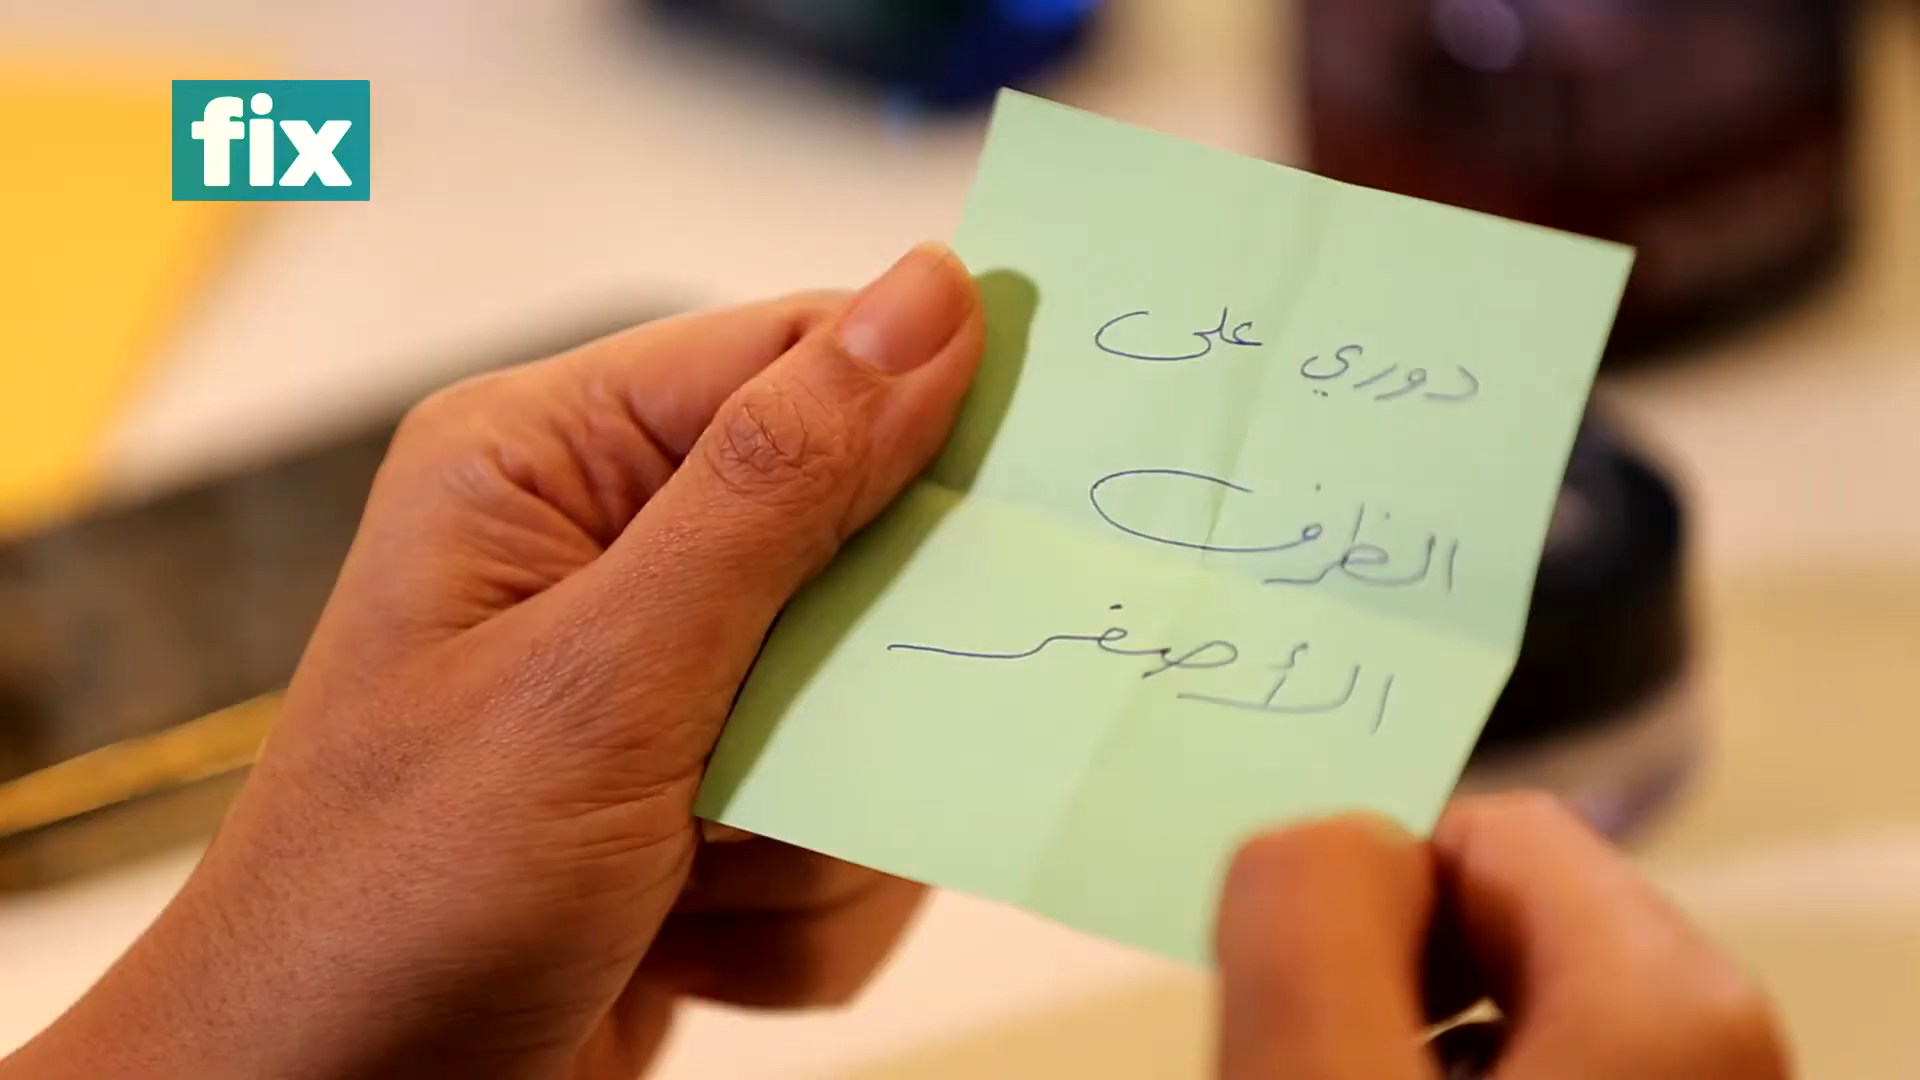 fix
دوري على
الظرف
الأصفر